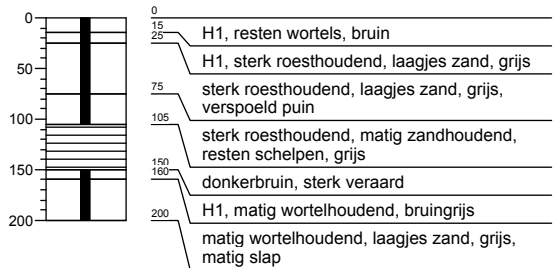 0
50
100
150
200
0
15
H1, resten wortels, bruin
25
H1, sterk roesthoudend, laagjes zand, grijs
75
sterk roesthoudend, laagjes zand, grijs,
verspoeld puin
105
sterk roesthoudend, matig zandhoudend,
resten schelpen, grijs
150
donkerbruin, sterk veraard
160
H1, matig wortelhoudend, bruingrijs
200
matig wortelhoudend, laagjes zand, grijs,
matig slap